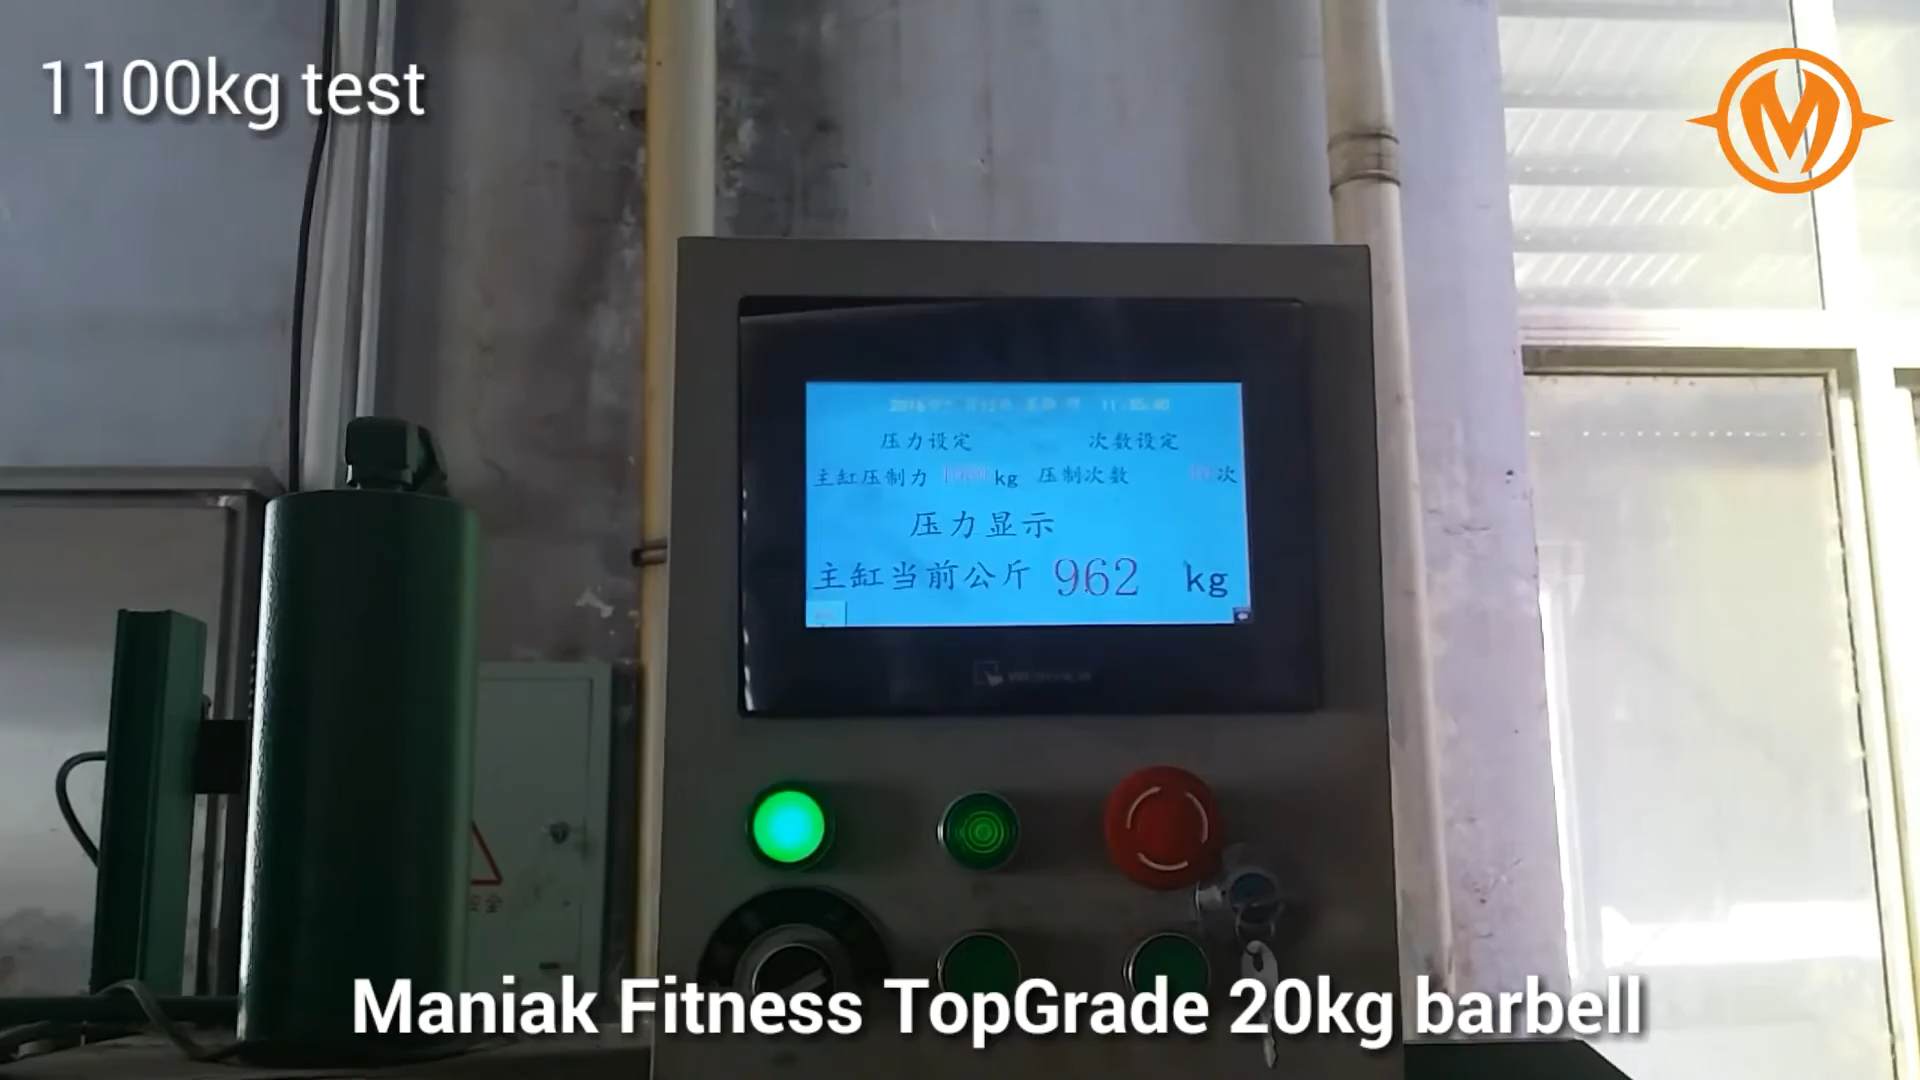 1100kg test
压力设定 次数设定
主缸压制力 kg 压制次数 次
压力显示
主缸当前公斤 962 kg
安全
Maniak Fitness TopGrade 20kg barbell